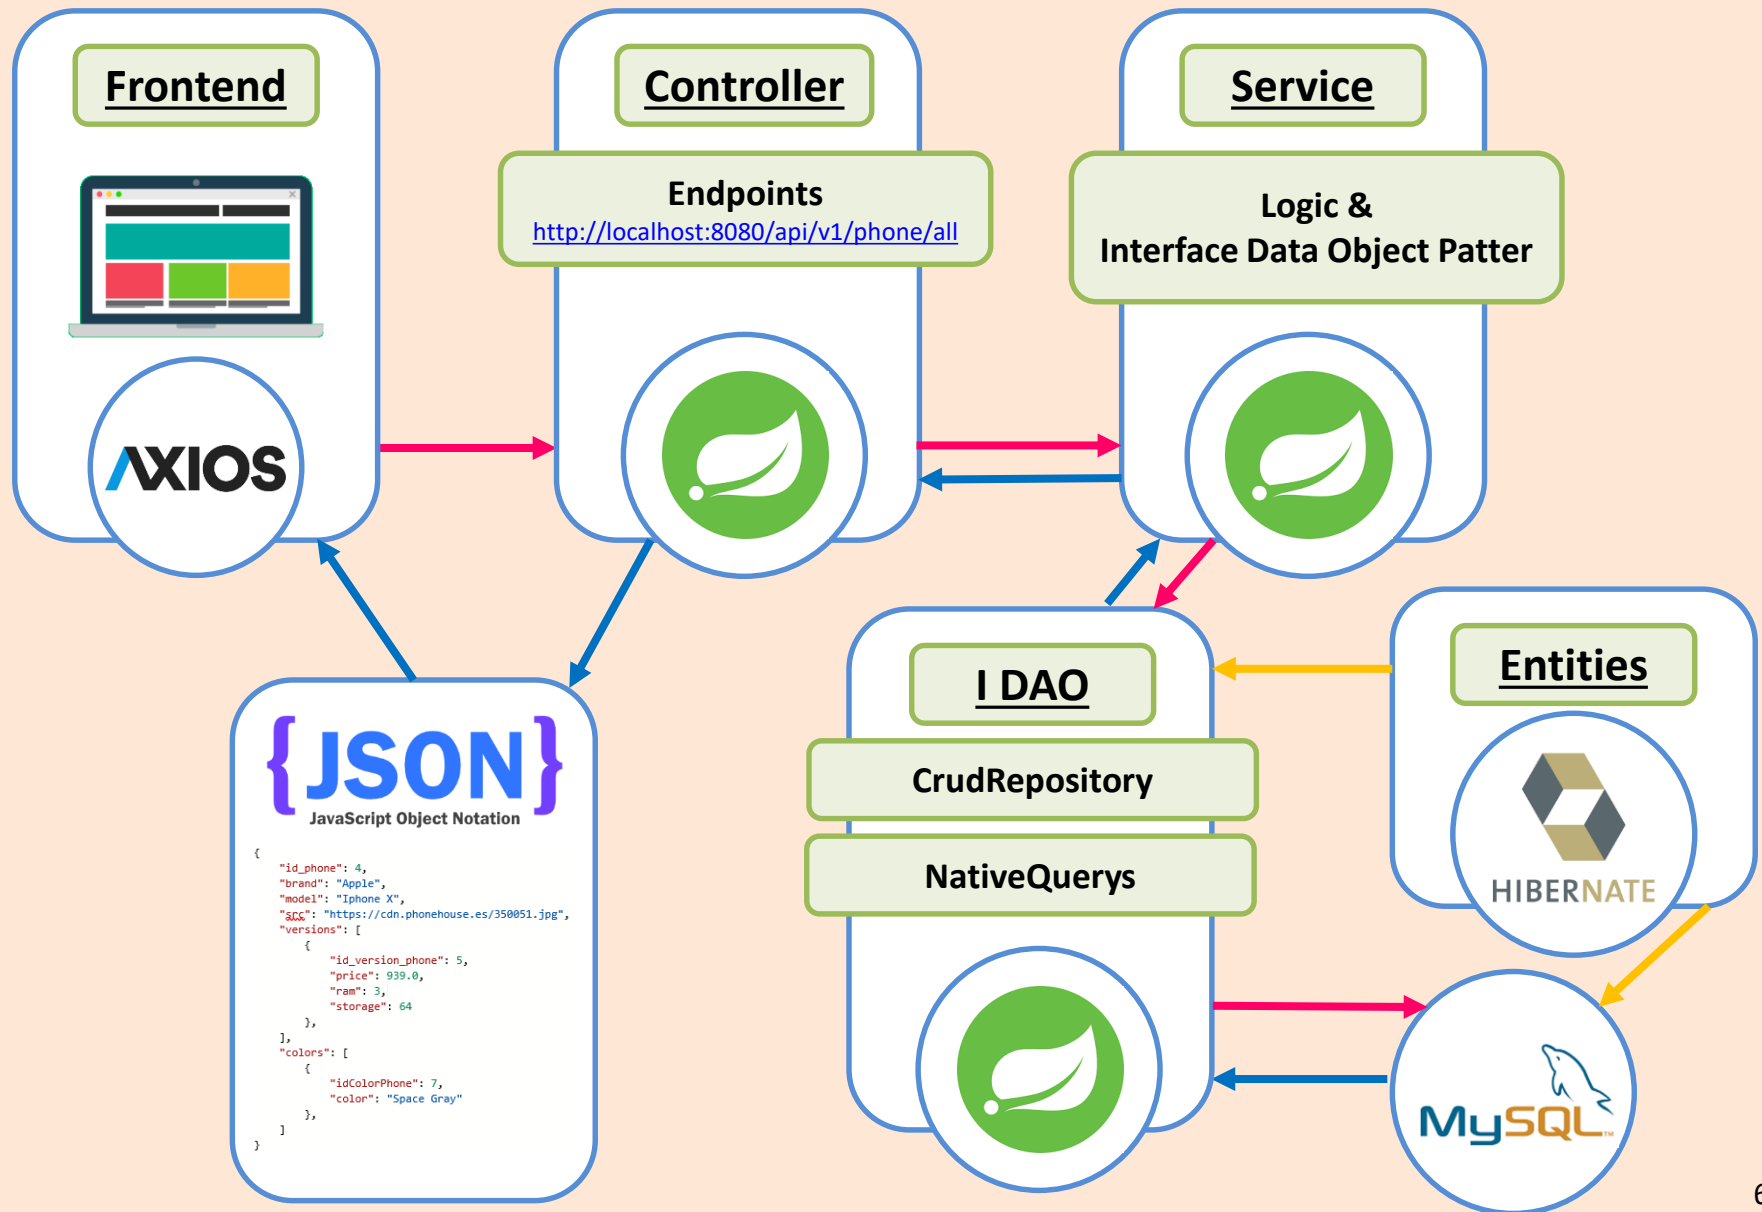 Frontend
AXIOS
Controller
Endpoints
http://localhost:8080/api/v1/phone/all
Service
Logic &
Interface Data Object Patter
{JSON}
JavaScript Object Notation
{
"id_phone": 4,
"brand": "Apple",
"model": "Iphone X",
"src": "https://cdn.phonehouse.es/350051.jpg",
"versions": [
{
"id_version_phone": 5,
"price": 939.0,
"ram": 3,
"storage": 64
},
],
"colors": [
{
"idColorPhone": 7,
"color": "Space Gray"
},
]
}
I DAO
CrudRepository
NativeQuerys
Entities
HIBERNATE
MySQL™
6